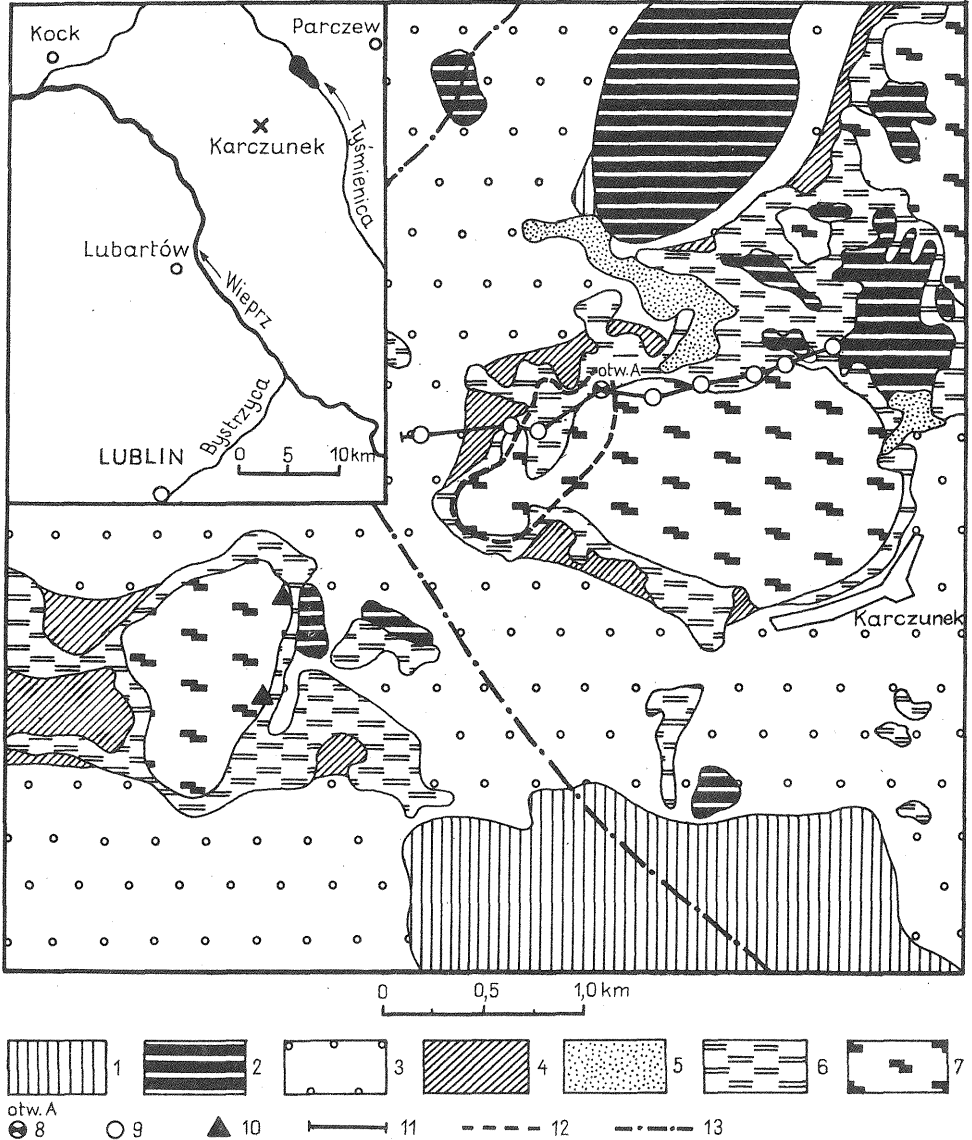 Kock
Parczew
Karczunek
Tyśmienica
Lubartów
Wieprz
Bystrzyca
LUBLIN
0 5 10km
otw. A
Karczunek
0 0,5 1,0 km
1 2 3 4 5 6 7
otw. A
8 9 10 11 12 13